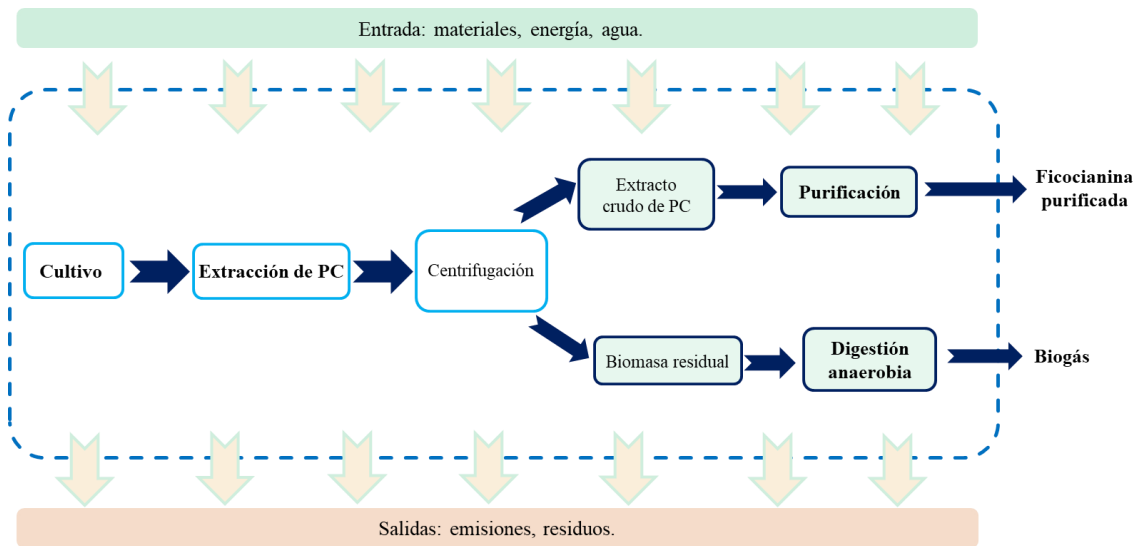 Entrada: materiales, energía, agua.
Extracto
crudo de PC
Purificación
Ficocianina
purificada
Cultivo
Extracción de PC
Centrifugación
Biomasa residual
Digestión
anaerobia
Biogás
Salidas: emisiones, residuos.